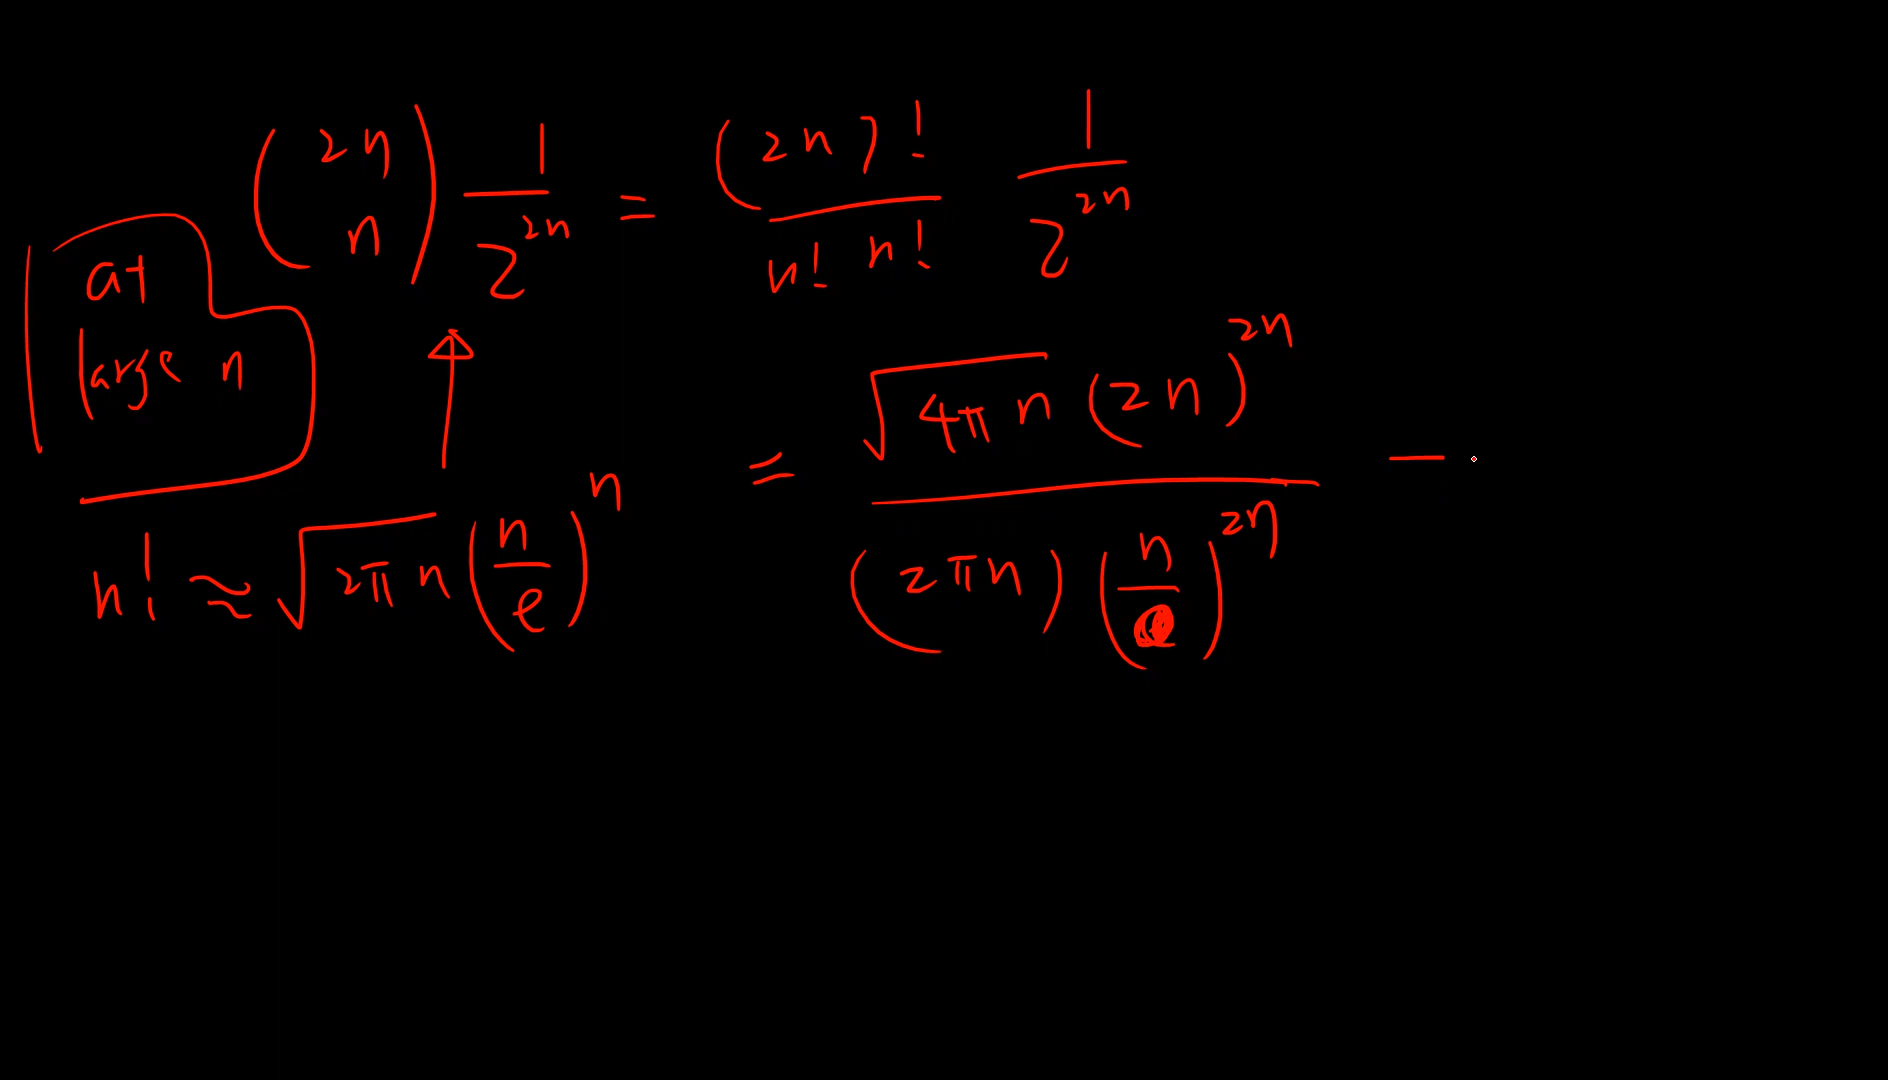 (2n n) 1/2^{2n} = (2n)!/(n! n!) 1/2^{2n}
at
large n
n! ≈ √(2πn) (n/e)^n
= √(4πn) (2n)^{2n} / ((2πn) (n/)^{2n}) —